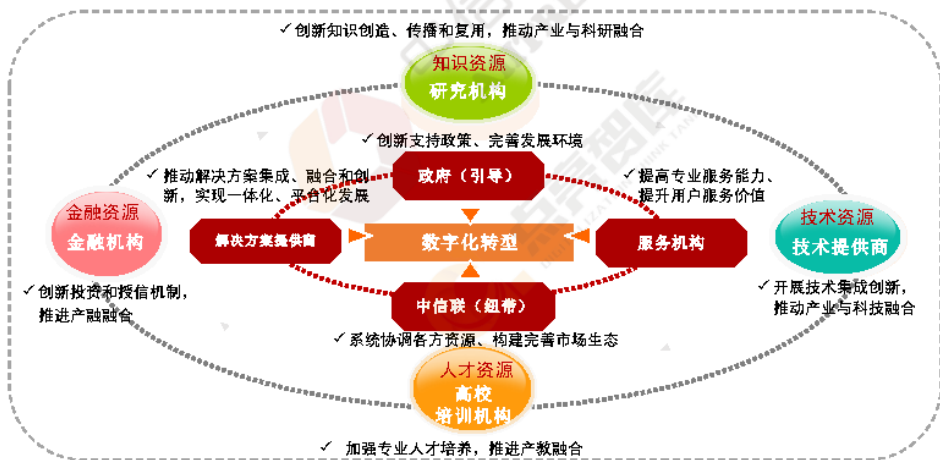 ✓创新知识创造、传播和复用，推动产业与科研融合
知识资源
研究机构
✓创新支持政策、完善发展环境
✓推动解决方案集成、融合和创
新，实现一体化、平台化发展
政府（引导）
✓提高专业服务能力、
提升用户服务价值
金融资源
金融机构
解决方案提供商
数字化转型
服务机构
技术资源
技术提供商
✓创新投资和授信机制，
推进产融融合
中信联（纽带）
✓开展技术集成创新，
推动产业与科技融合
✓系统协调各方资源、构建完善市场生态
人才资源
高校
培训机构
✓ 加强专业人才培养，推进产教融合
点亮智库